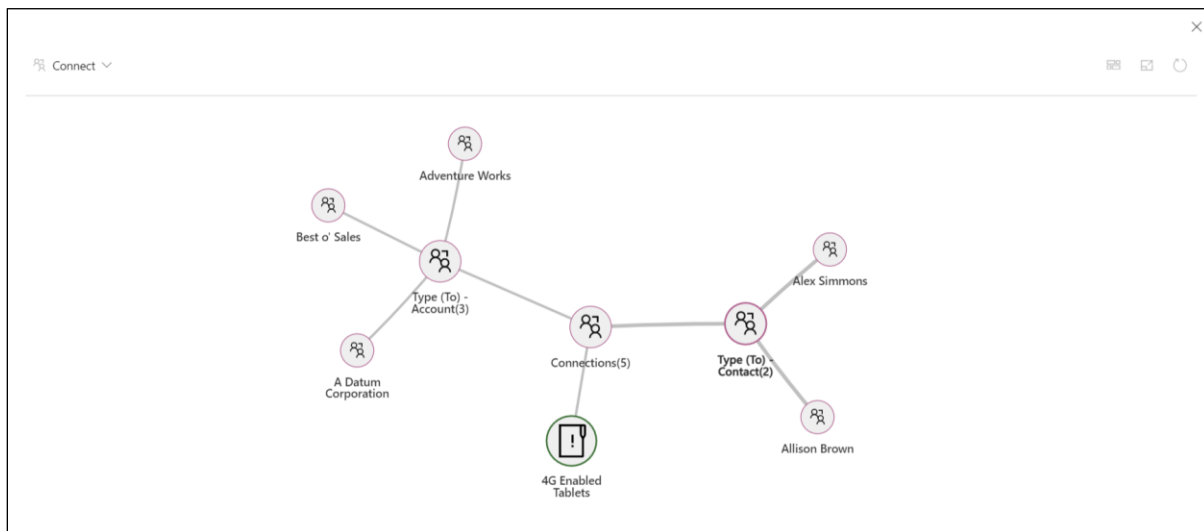 Connect
Adventure Works
Best o' Sales
Type (To) -
Account(3)
Alex Simmons
A Datum
Corporation
Connections(5)
Type (To) -
Contact(2)
Allison Brown
4G Enabled
Tablets